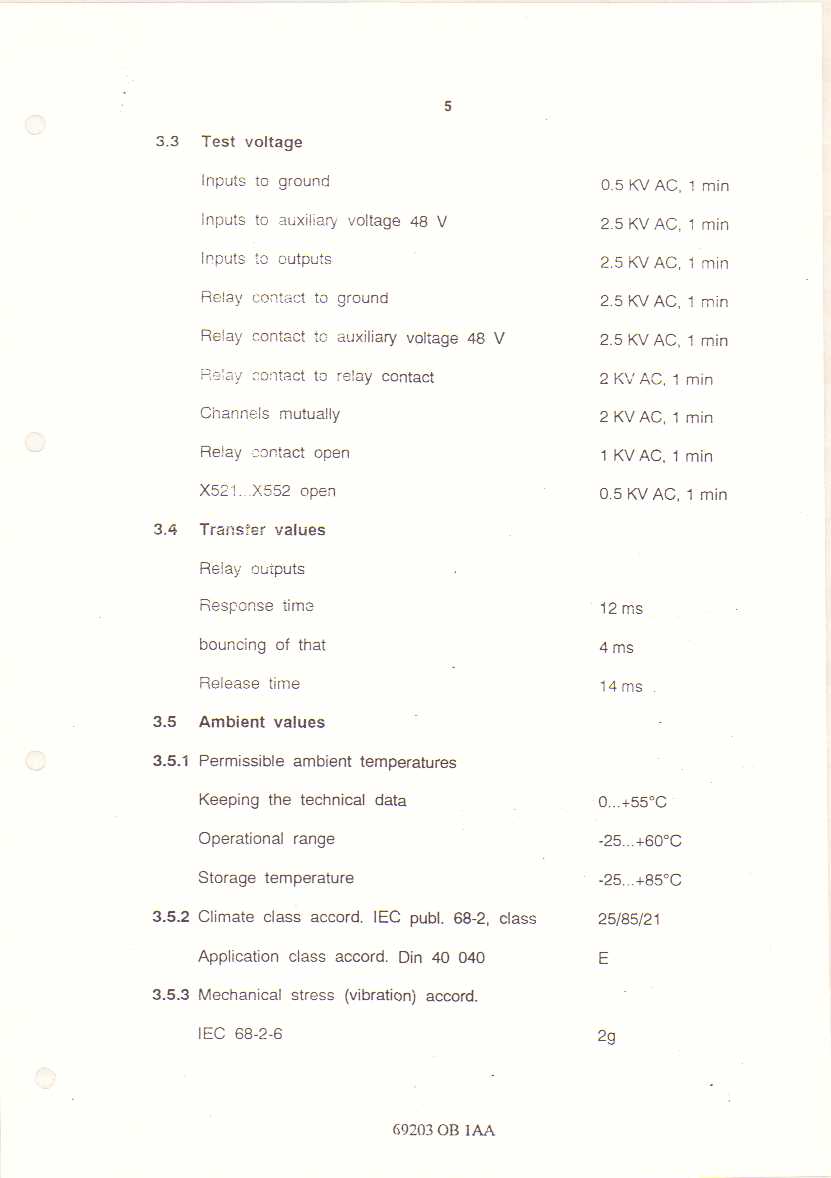 5
3.3 Test voltage
Inputs to ground 0.5 KV AC, 1 min
Inputs to auxiliary voltage 48 V 2.5 KV AC, 1 min
Inputs to outputs 2.5 KV AC, 1 min
Relay contact to ground 2.5 KV AC, 1 min
Relay contact to auxiliary voltage 48 V 2.5 KV AC, 1 min
Relay contact to relay contact 2 KV AC, 1 min
Channels mutually 2 KV AC, 1 min
Relay contact open 1 KV AC, 1 min
X521...X552 open 0.5 KV AC, 1 min
3.4 Transfer values
Relay outputs
Response time 12 ms
bouncing of that 4 ms
Release time 14 ms
3.5 Ambient values
3.5.1 Permissible ambient temperatures
Keeping the technical data 0...+55°C
Operational range -25...+60°C
Storage temperature -25...+85°C
3.5.2 Climate class accord. IEC publ. 68-2, class 25/85/21
Application class accord. Din 40 040 E
3.5.3 Mechanical stress (vibration) accord.
IEC 68-2-6 2g
69203 OB 1AA